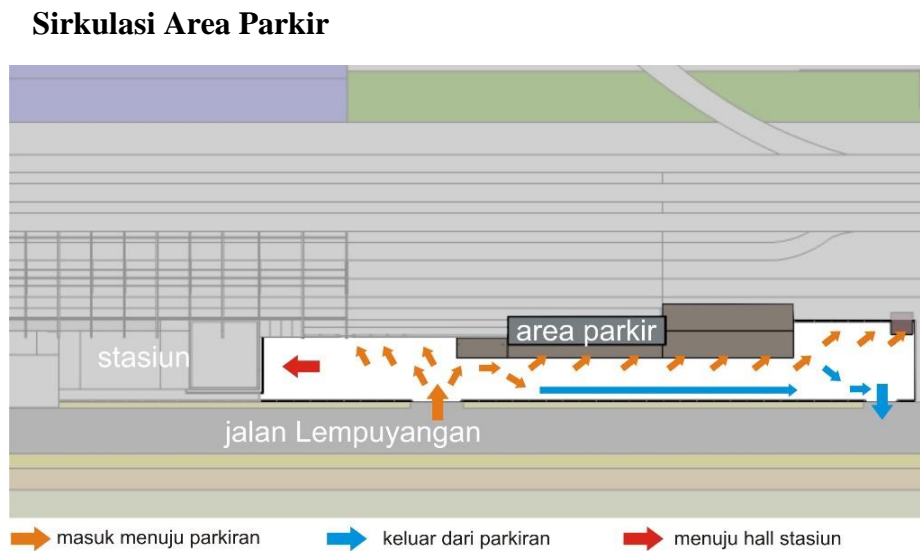 Sirkulasi Area Parkir
area parkir
stasiun
jalan Lempuyangan
masuk menuju parkiran
keluar dari parkiran
menuju hall stasiun